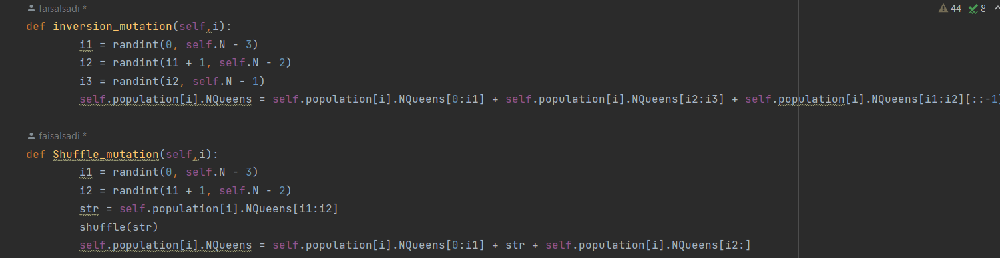 faisalsadi *
44 8
def inversion_mutation(self,i):
i1 = randint(0, self.N - 3)
i2 = randint(i1 + 1, self.N - 2)
i3 = randint(i2, self.N - 1)
self.population[i].NQueens = self.population[i].NQueens[0:i1] + self.population[i].NQueens[i2:i3] + self.population[i].NQueens[i1:i2][::-1
faisalsadi *
def Shuffle_mutation(self,i):
i1 = randint(0, self.N - 3)
i2 = randint(i1 + 1, self.N - 2)
str = self.population[i].NQueens[i1:i2]
shuffle(str)
self.population[i].NQueens = self.population[i].NQueens[0:i1] + str + self.population[i].NQueens[i2:]